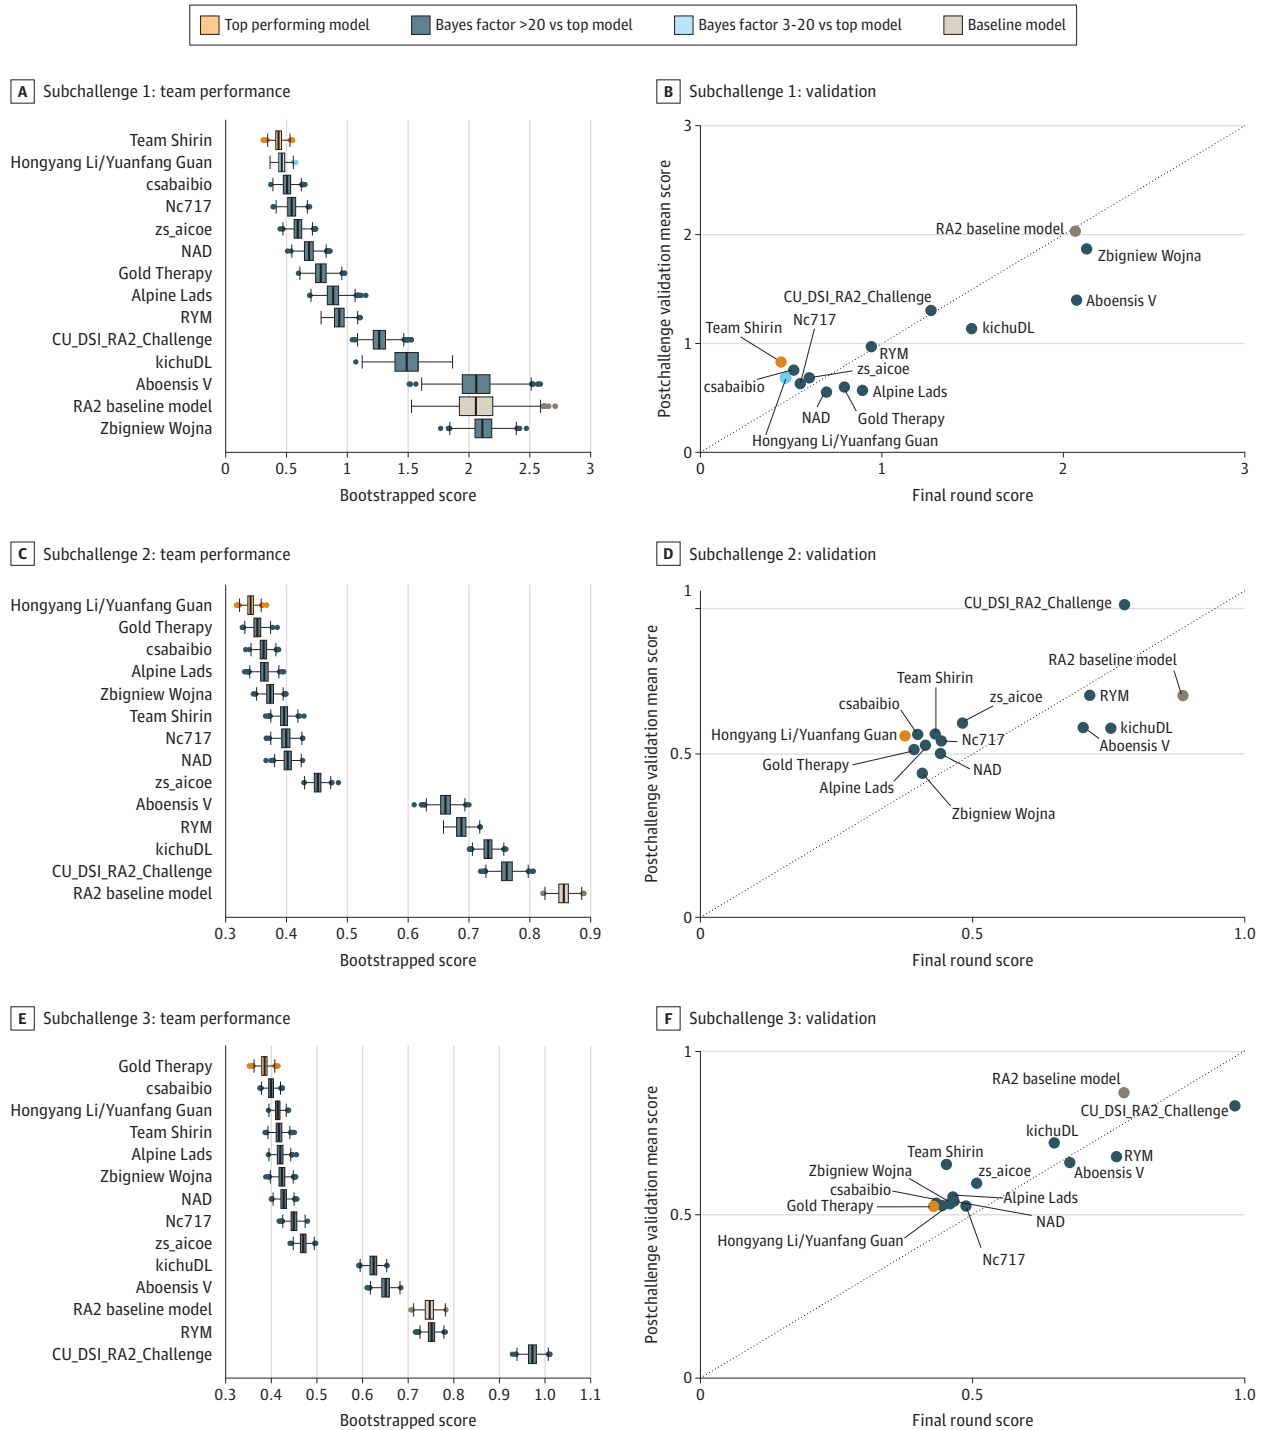 Top performing model
Bayes factor >20 vs top model
Bayes factor 3-20 vs top model
Baseline model
A Subchallenge 1: team performance
Team Shirin
Hongyang Li/Yuanfang Guan
csabaibio
Nc717
zs_aicoe
NAD
Gold Therapy
Alpine Lads
RYM
CU_DSI_RA2_Challenge
kichuDL
Aboensis V
RA2 baseline model
Zbigniew Wojna
0 0.5 1 1.5 2 2.5 3
Bootstrapped score
B Subchallenge 1: validation
Postchallenge validation mean score
3
2
1
0
RA2 baseline model
Zbigniew Wojna
Aboensis V
CU_DSI_RA2_Challenge
Nc717
kichuDL
Team Shirin
RYM
zs_aicoe
csabaibio
Alpine Lads
NAD
Gold Therapy
Hongyang Li/Yuanfang Guan
0 1 2 3
Final round score
C Subchallenge 2: team performance
Hongyang Li/Yuanfang Guan
Gold Therapy
csabaibio
Alpine Lads
Zbigniew Wojna
Team Shirin
Nc717
NAD
zs_aicoe
Aboensis V
RYM
kichuDL
CU_DSI_RA2_Challenge
RA2 baseline model
0.3 0.4 0.5 0.6 0.7 0.8 0.9
Bootstrapped score
D Subchallenge 2: validation
Postchallenge validation mean score
1
0.5
0
CU_DSI_RA2_Challenge
RA2 baseline model
Team Shirin
zs_aicoe
RYM
csabaibio
kichuDL
Hongyang Li/Yuanfang Guan
Nc717
Aboensis V
Gold Therapy
NAD
Alpine Lads
Zbigniew Wojna
0 0.5 1.0
Final round score
E Subchallenge 3: team performance
Gold Therapy
csabaibio
Hongyang Li/Yuanfang Guan
Team Shirin
Alpine Lads
Zbigniew Wojna
NAD
Nc717
zs_aicoe
kichuDL
Aboensis V
RA2 baseline model
RYM
CU_DSI_RA2_Challenge
0.3 0.4 0.5 0.6 0.7 0.8 0.9 1.0 1.1
Bootstrapped score
F Subchallenge 3: validation
Postchallenge validation mean score
1
0.5
0
RA2 baseline model
CU_DSI_RA2_Challenge
kichuDL
Team Shirin
RYM
Zbigniew Wojna
zs_aicoe
Aboensis V
csabaibio
Alpine Lads
Gold Therapy
NAD
Hongyang Li/Yuanfang Guan
Nc717
0 0.5 1.0
Final round score